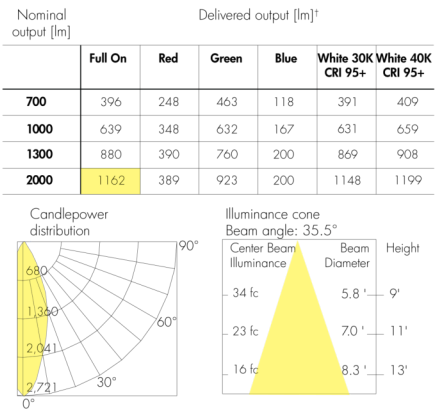 Nominal output [lm] Delivered output [lm]†
Full On Red Green Blue White 30K CRI 95+ White 40K CRI 95+
700 396 248 463 118 391 409
1000 639 348 632 167 631 659
1300 880 390 760 200 869 908
2000 1162 389 923 200 1148 1199
Candlepower distribution
90°
680
1,360
60°
2,041
30°
2,721
0°
Illuminance cone
Beam angle: 35.5°
Center Beam Illuminance Beam Diameter Height
34 fc 5.8 ' 9'
23 fc 7.0 ' 11'
16 fc 8.3 ' 13'